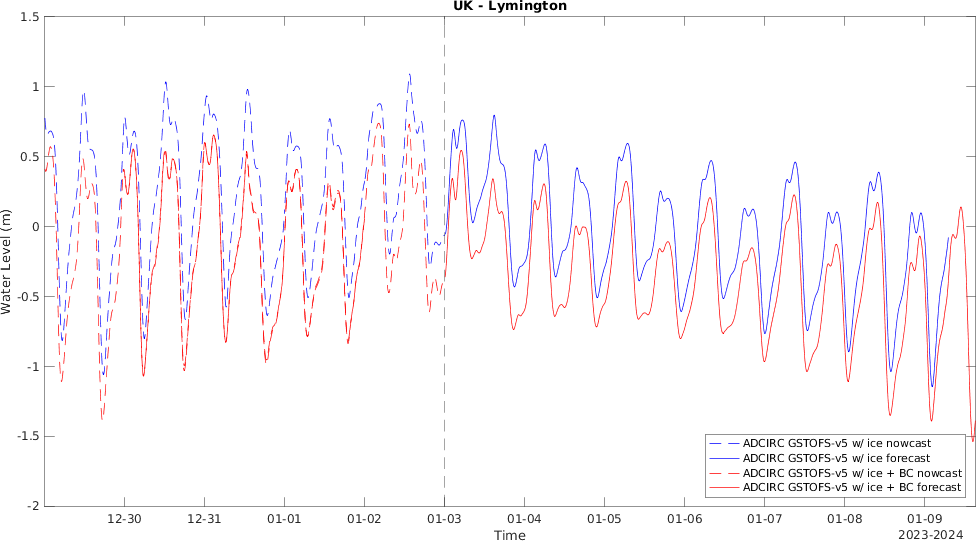 UK - Lymington
1.5
1
0.5
0
-0.5
-1
-1.5
-2
Water Level (m)
12-30 12-31 01-01 01-02 01-03 01-04 01-05 01-06 01-07 01-08 01-09
Time
2023-2024
ADCIRC GSTOFS-v5 w/ ice nowcast
ADCIRC GSTOFS-v5 w/ ice forecast
ADCIRC GSTOFS-v5 w/ ice + BC nowcast
ADCIRC GSTOFS-v5 w/ ice + BC forecast